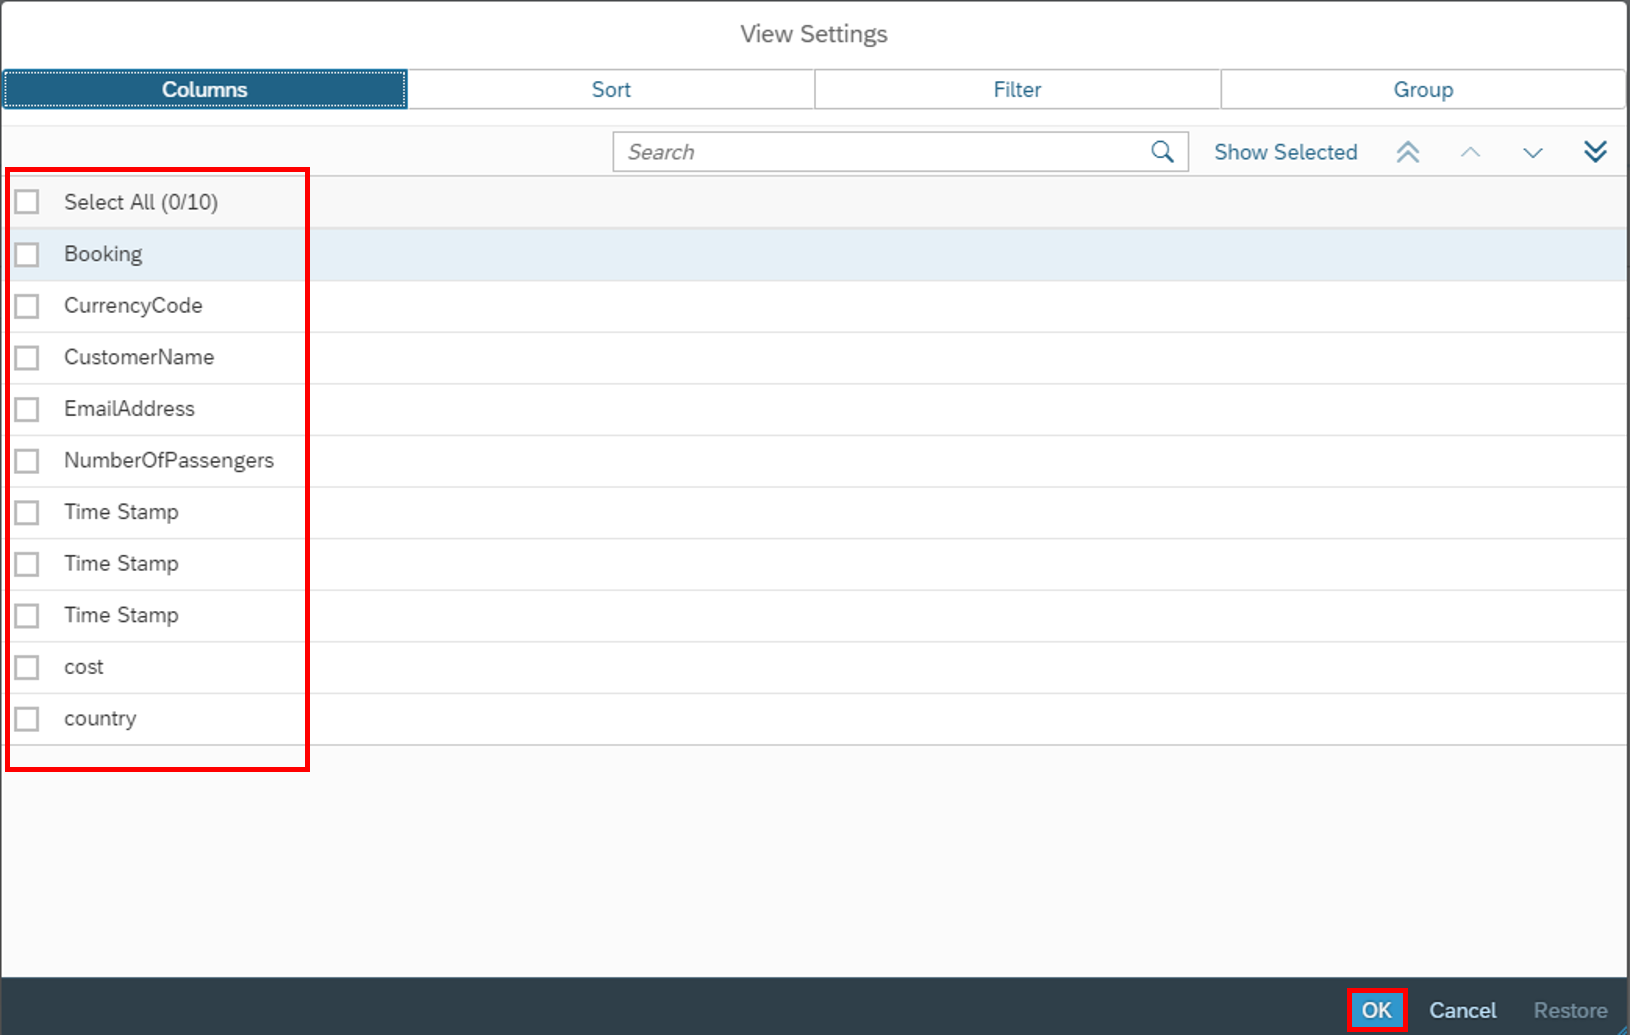 View Settings
Columns Sort Filter Group
Search Show Selected
Select All (0/10)
Booking
CurrencyCode
CustomerName
EmailAddress
NumberOfPassengers
Time Stamp
Time Stamp
Time Stamp
cost
country
OK Cancel Restore